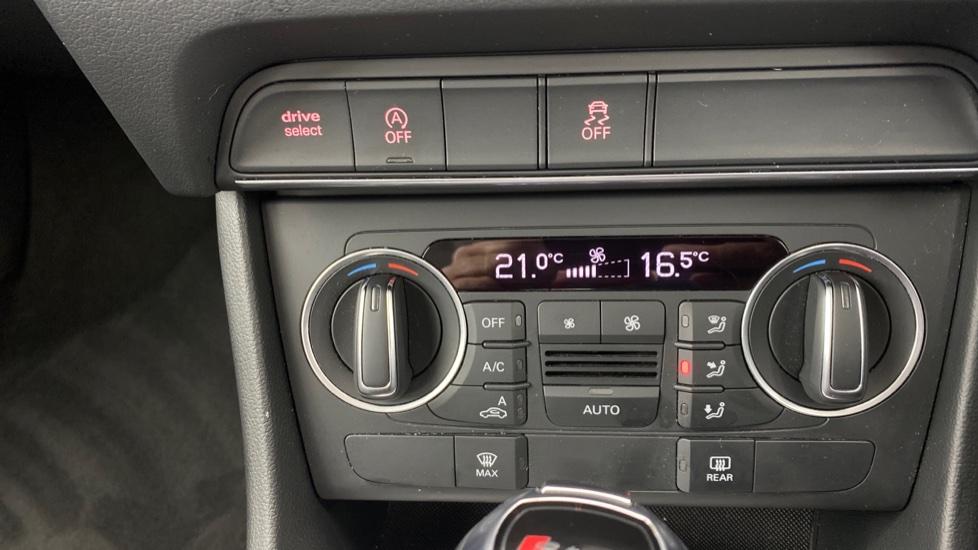 drive
select
A
OFF
OFF
21.0°C
16.5°C
OFF
A/C
A
AUTO
MAX
REAR